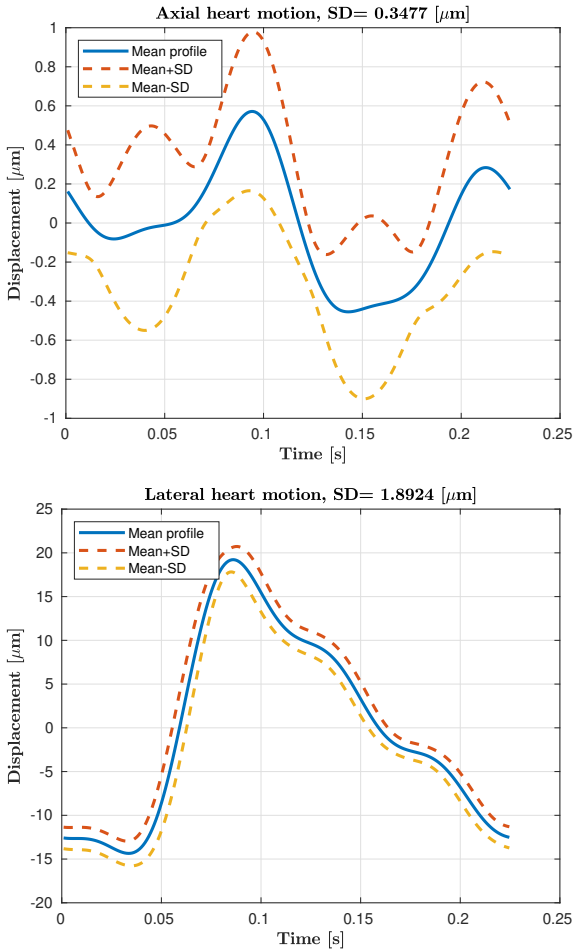 Axial heart motion, SD= 0.3477 [μm]
1
0.8
0.6
0.4
0.2
0
-0.2
-0.4
-0.6
-0.8
-1
Displacement [μm]
Mean profile
Mean+SD
Mean-SD
0 0.05 0.1 0.15 0.2 0.25
Time [s]
Lateral heart motion, SD= 1.8924 [μm]
25
20
15
10
5
0
-5
-10
-15
-20
Displacement [μm]
Mean profile
Mean+SD
Mean-SD
0 0.05 0.1 0.15 0.2 0.25
Time [s]